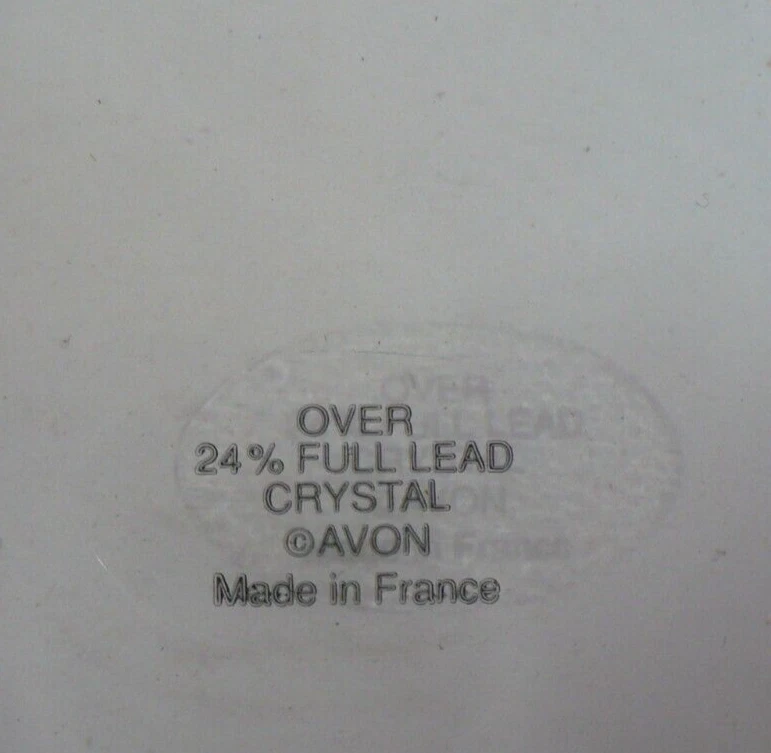 OVER
24% FULL LEAD
CRYSTAL
©AVON
Made in France